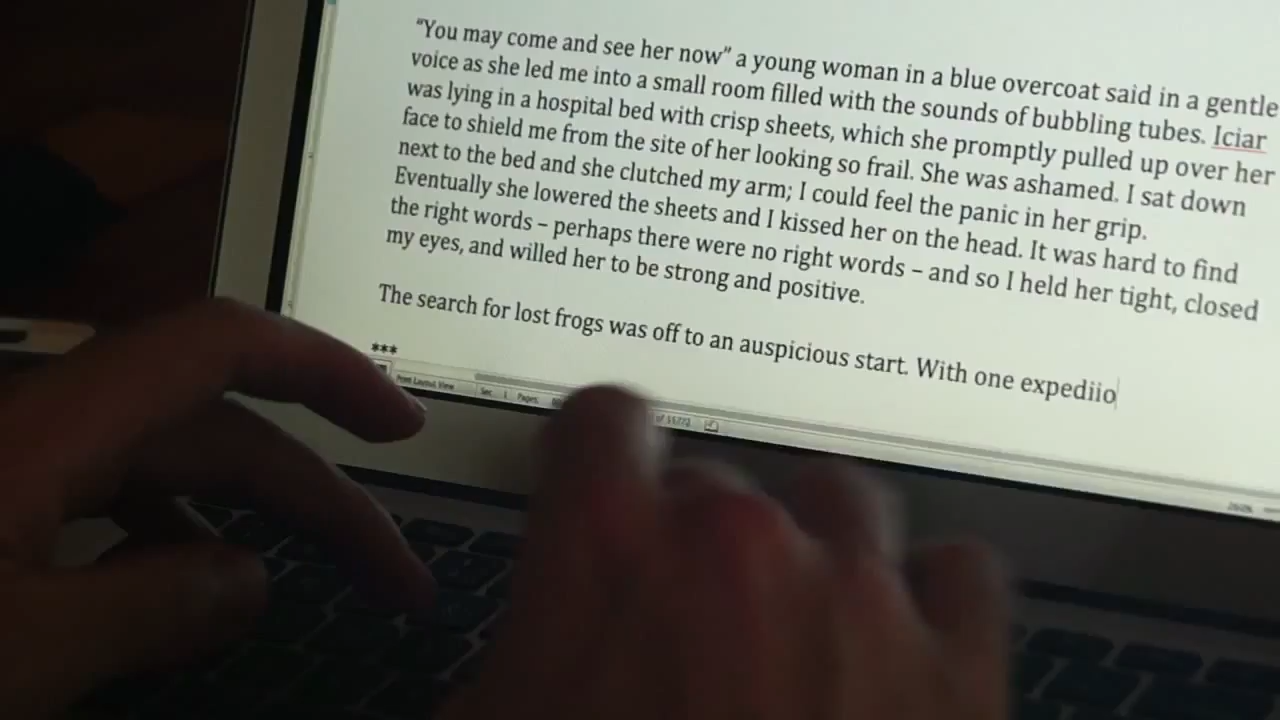 “You may come and see her now” a young woman in a blue overcoat said in a gentle
voice as she led me into a small room filled with the sounds of bubbling tubes. Iciar
was lying in a hospital bed with crisp sheets, which she promptly pulled up over her
face to shield me from the site of her looking so frail. She was ashamed. I sat down
next to the bed and she clutched my arm; I could feel the panic in her grip.
Eventually she lowered the sheets and I kissed her on the head. It was hard to find
the right words – perhaps there were no right words – and so I held her tight, closed
my eyes, and willed her to be strong and positive.
The search for lost frogs was off to an auspicious start. With one expediio
***
Print Layout View Sec 1 Pages: